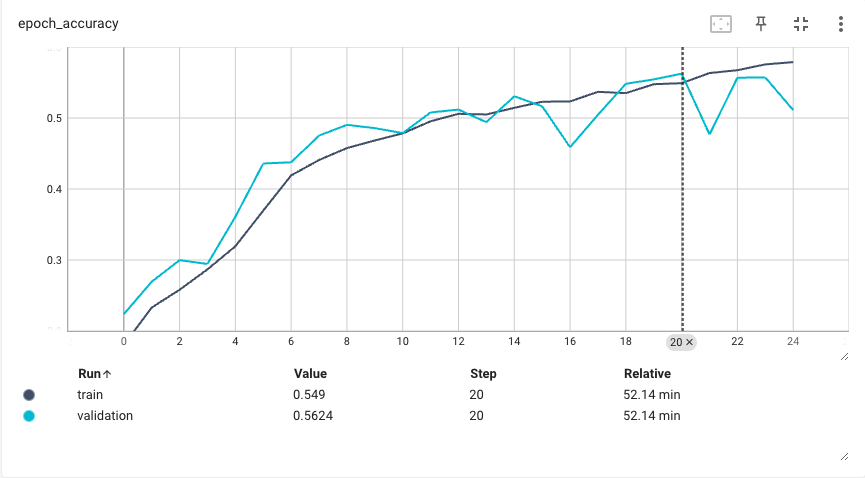 epoch_accuracy
0.5
0.4
0.3
0 2 4 6 8 10 12 14 16 18 20 × 22 24
Run↑ Value Step Relative
train 0.549 20 52.14 min
validation 0.5624 20 52.14 min